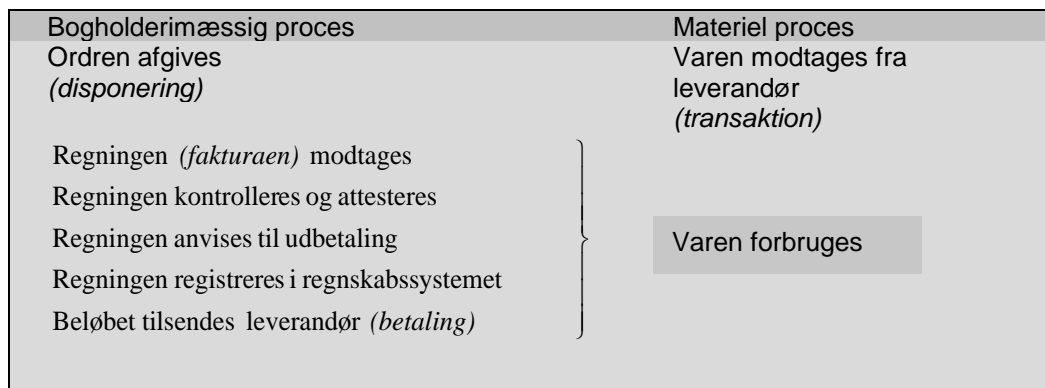 Bogholderimæssig proces
Materiel proces
Ordren afgives
(disponering)
Varen modtages fra
leverandør
(transaktion)
Regningen (fakturaen) modtages
Regningen kontrolleres og attesteres
Regningen anvises til udbetaling
Regningen registreres i regnskabssystemet
Beløbet tilsendes leverandør (betaling)
Varen forbruges